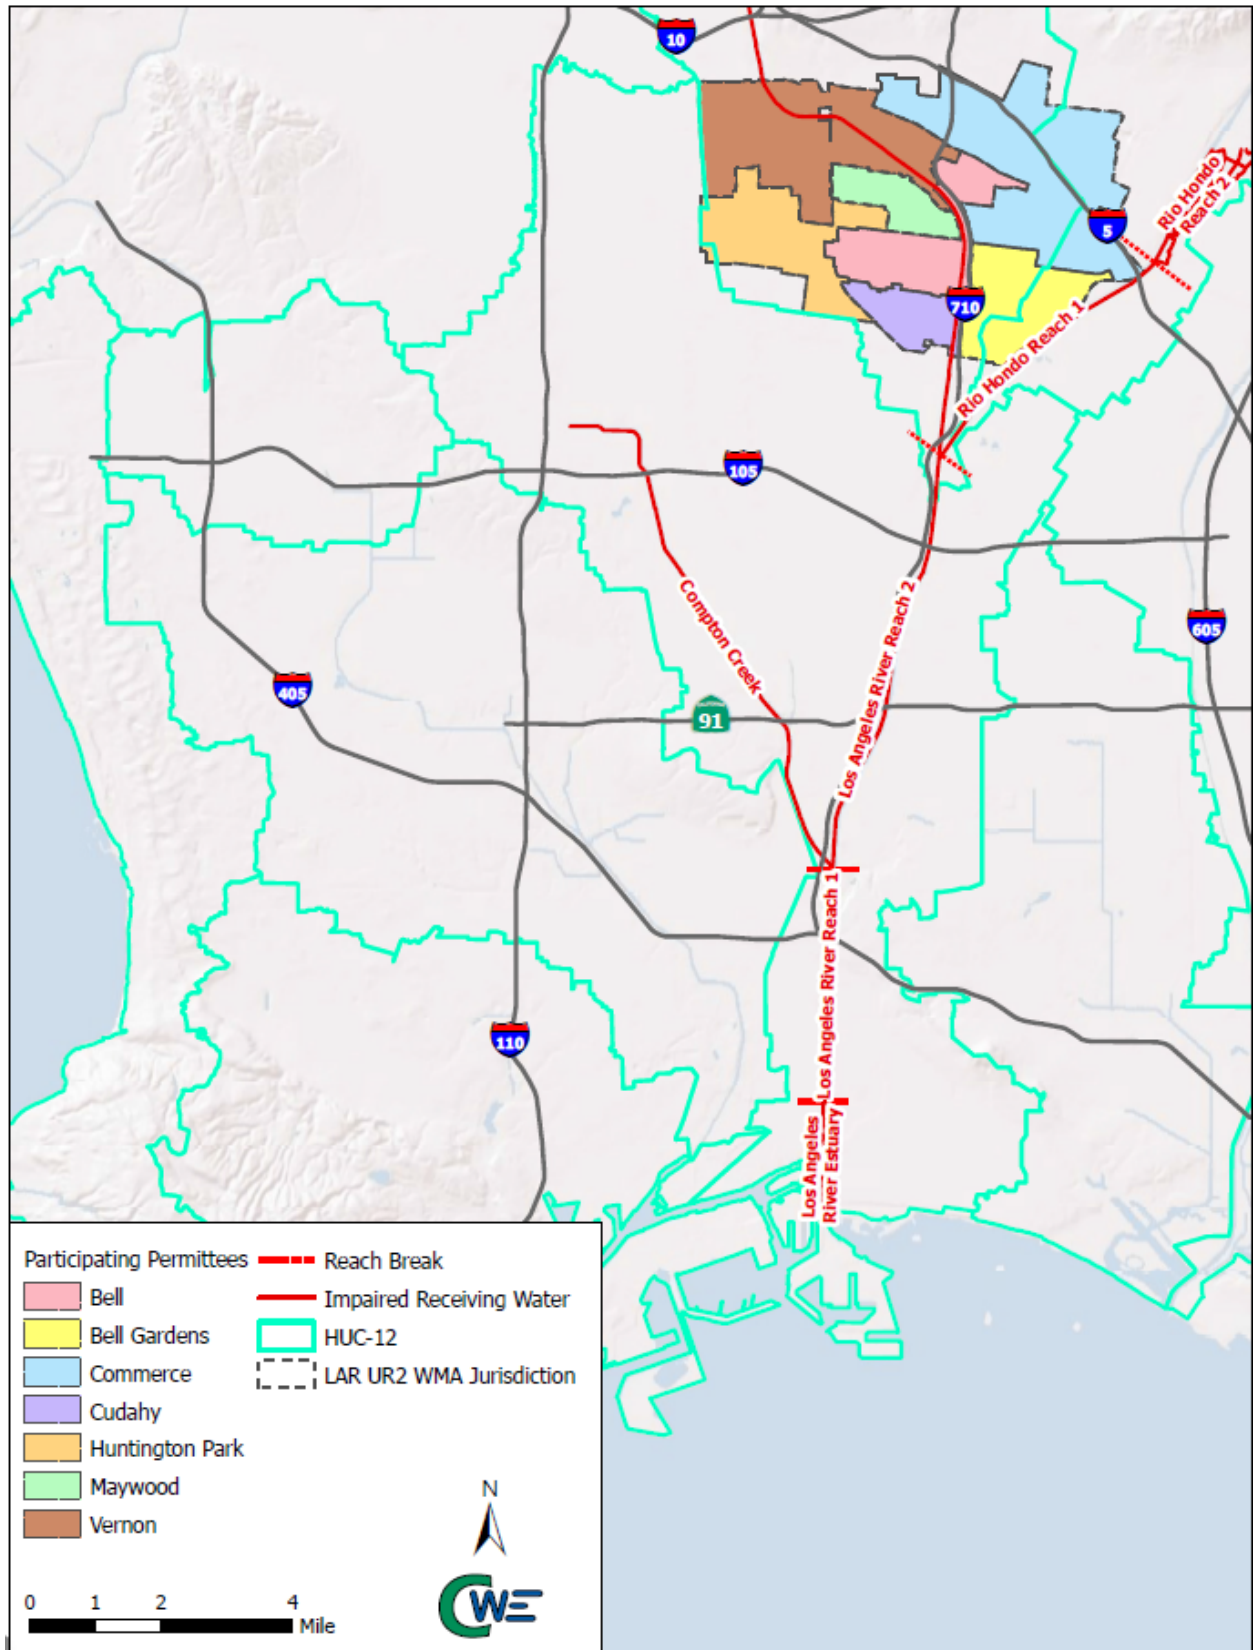 10
Rio Hondo
Reach 2
5
710
Rio Hondo Reach 1
105
Compton Creek
Los Angeles River Reach 2
605
405
91
Los Angeles River Reach 1
110
Los Angeles
River Estuary
Participating Permittees
Bell
Bell Gardens
Commerce
Cudahy
Huntington Park
Maywood
Vernon
Reach Break
Impaired Receiving Water
HUC-12
LAR UR2 WMA Jurisdiction
N
0 1 2 4
Mile
CWE